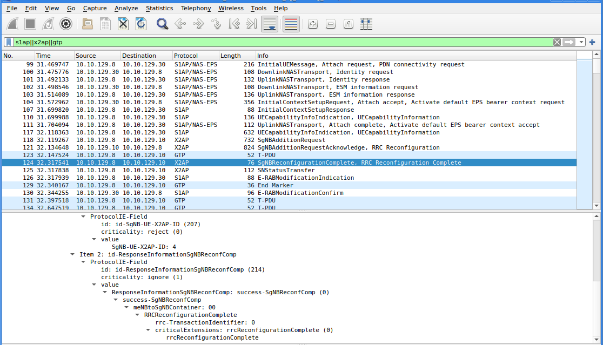 File Edit View Go Capture Analyze Statistics Telephony Wireless Tools Help
s1ap||x2ap||gtp
No. Time Source Destination Protocol Length Info
99 31.469747 10.10.129.8 10.10.129.30 S1AP/NAS-EPS 216 InitialUEMessage, Attach request, PDN connectivity request
100 31.475776 10.10.129.30 10.10.129.8 S1AP/NAS-EPS 108 DownlinkNASTransport, Identity request
101 31.492133 10.10.129.8 10.10.129.30 S1AP/NAS-EPS 132 UplinkNASTransport, Identity response
102 31.498546 10.10.129.30 10.10.129.8 S1AP/NAS-EPS 108 DownlinkNASTransport, ESM information request
103 31.514089 10.10.129.8 10.10.129.30 S1AP/NAS-EPS 136 UplinkNASTransport, ESM information response
104 31.572962 10.10.129.30 10.10.129.8 S1AP/NAS-EPS 356 InitialContextSetupRequest, Attach accept, Activate default EPS bearer context request
107 31.699820 10.10.129.8 10.10.129.30 S1AP 88 InitialContextSetupResponse
110 31.699988 10.10.129.8 10.10.129.30 S1AP 136 UECapabilityInfoIndication, UECapabilityInformation
111 31.704094 10.10.129.8 10.10.129.30 S1AP/NAS-EPS 112 UplinkNASTransport, Attach complete, Activate default EPS bearer context accept
117 32.118363 10.10.129.8 10.10.129.30 S1AP 632 UECapabilityInfoIndication, UECapabilityInformation
118 32.119267 10.10.129.8 10.10.129.10 X2AP 732 SgNBAdditionRequest
121 32.134648 10.10.129.10 10.10.129.8 X2AP 824 SgNBAdditionRequestAcknowledge, RRC Reconfiguration
123 32.147524 10.10.129.8 10.10.129.10 GTP 52 T-PDU
124 32.317541 10.10.129.8 10.10.129.10 X2AP 76 SgNBReconfigurationComplete, RRC Reconfiguration Complete
125 32.317838 10.10.129.8 10.10.129.10 X2AP 112 SNStatusTransfer
126 32.317939 10.10.129.8 10.10.129.30 S1AP 88 E-RABModificationIndication
129 32.340167 10.10.129.8 10.10.129.10 GTP 36 End Marker
130 32.344255 10.10.129.30 10.10.129.8 S1AP 96 E-RABModificationConfirm
131 32.397518 10.10.129.8 10.10.129.10 GTP 52 T-PDU
134 32.647519 10.10.129.8 10.10.129.10 GTP 52 T-PDU
ProtocolIE-Field
id: id-SgNB-UE-X2AP-ID (207)
criticality: reject (0)
value
SgNB-UE-X2AP-ID: 4
Item 2: id-ResponseInformationSgNBReconfComp
ProtocolIE-Field
id: id-ResponseInformationSgNBReconfComp (214)
criticality: ignore (1)
value
ResponseInformationSgNBReconfComp: success-SgNBReconfComp (0)
success-SgNBReconfComp
meNBtoSgNBContainer: 00
RRCReconfigurationComplete
rrc-TransactionIdentifier: 0
criticalExtensions: rrcReconfigurationComplete (0)
rrcReconfigurationComplete